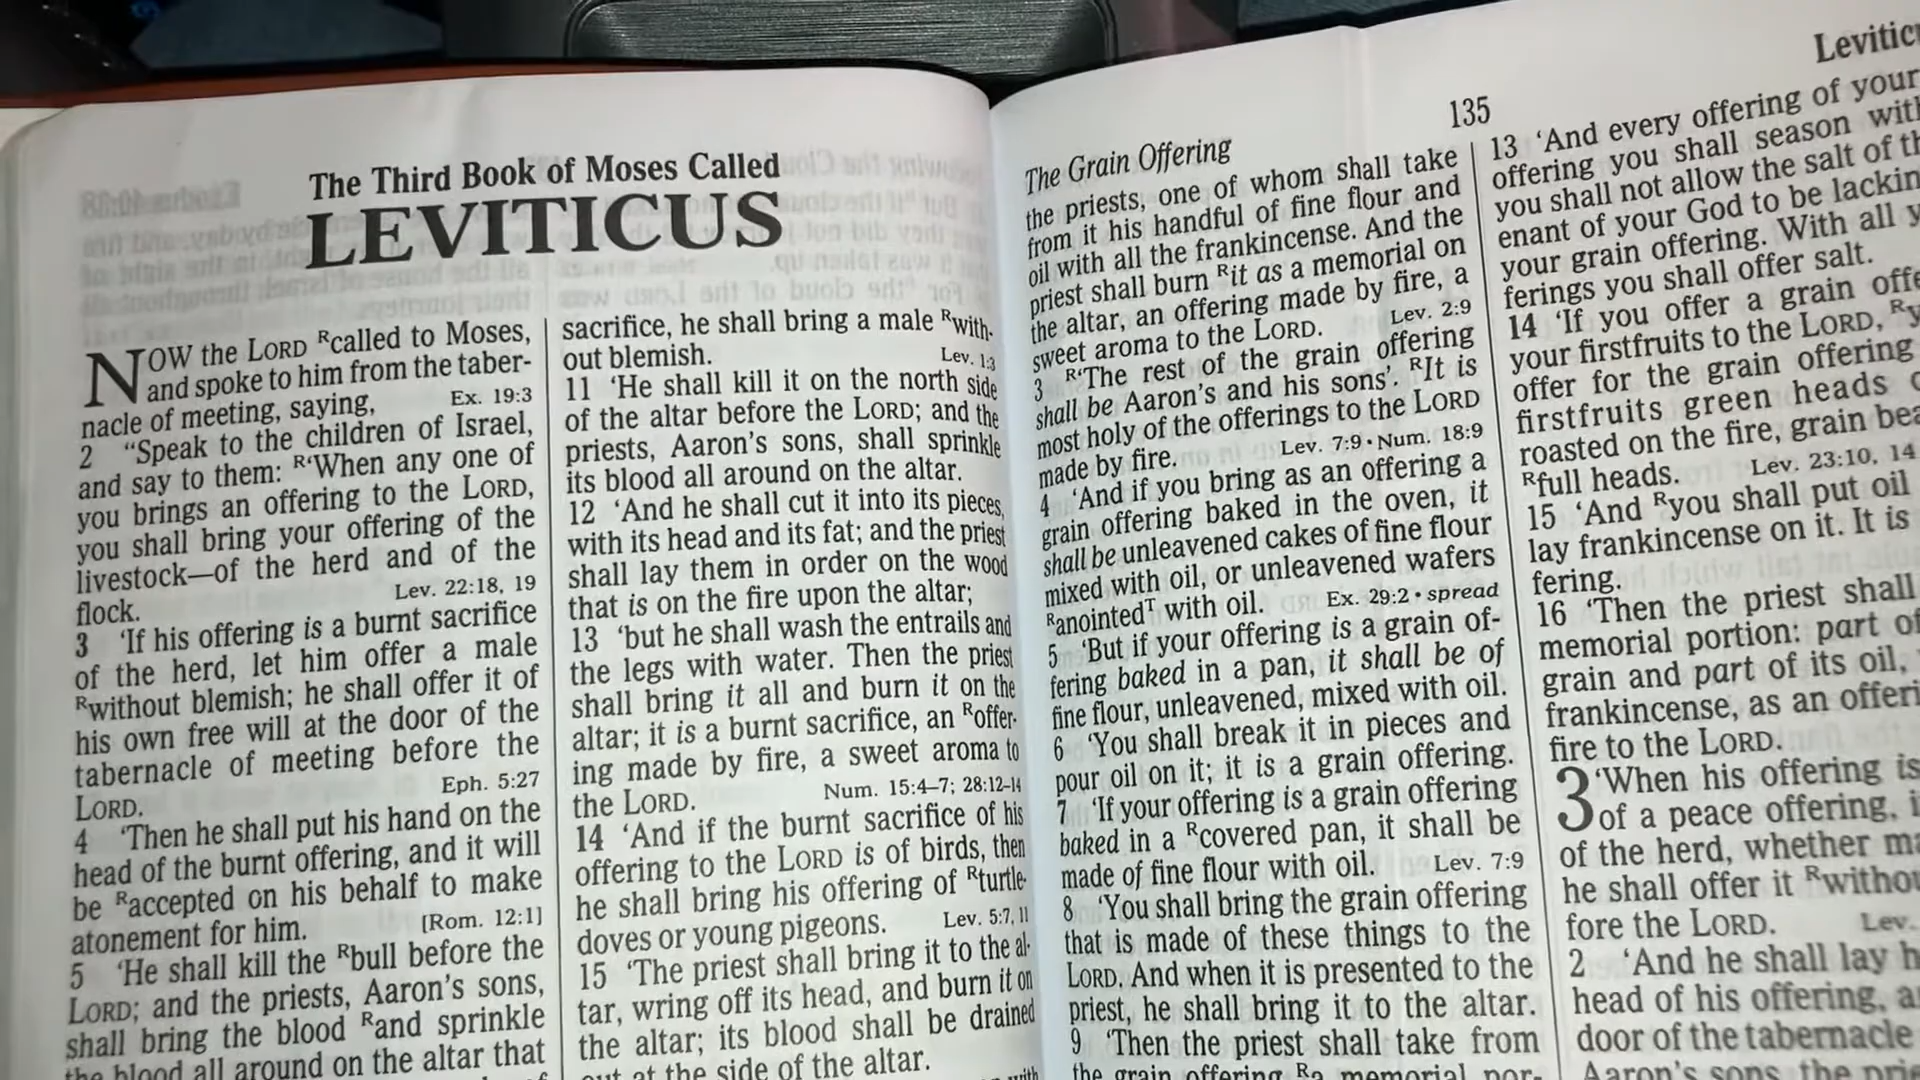 The Third Book of Moses Called
LEVITICUS
NOW the LORD ᴿcalled to Moses,
and spoke to him from the taber-
nacle of meeting, saying, Ex. 19:3
2 “Speak to the children of Israel,
and say to them: ᴿ‘When any one of
you brings an offering to the LORD,
you shall bring your offering of the
livestock—of the herd and of the
flock. Lev. 22:18, 19
3 ‘If his offering is a burnt sacrifice
of the herd, let him offer a male
ᴿwithout blemish; he shall offer it of
his own free will at the door of the
tabernacle of meeting before the
LORD. Eph. 5:27
4 ‘Then he shall put his hand on the
head of the burnt offering, and it will
be ᴿaccepted on his behalf to make
atonement for him. [Rom. 12:1]
5 ‘He shall kill the ᴿbull before the
LORD; and the priests, Aaron’s sons,
shall bring the blood ᴿand sprinkle
the blood all around on the altar that
sacrifice, he shall bring a male ᴿwith-
out blemish. Lev. 1:3
11 ‘He shall kill it on the north side
of the altar before the LORD; and the
priests, Aaron’s sons, shall sprinkle
its blood all around on the altar.
12 ‘And he shall cut it into its pieces,
with its head and its fat; and the priest
shall lay them in order on the wood
that is on the fire upon the altar;
13 ‘but he shall wash the entrails and
the legs with water. Then the priest
shall bring it all and burn it on the
altar; it is a burnt sacrifice, an ᴿoffer-
ing made by fire, a sweet aroma to
the LORD. Num. 15:4–7; 28:12–14
14 ‘And if the burnt sacrifice of his
offering to the LORD is of birds, then
he shall bring his offering of ᴿturtle-
doves or young pigeons. Lev. 5:7, 11
15 ‘The priest shall bring it to the al-
tar, wring off its head, and burn it on
the altar; its blood shall be drained
out at the side of the altar.
The Grain Offering
135
the priests, one of whom shall take
from it his handful of fine flour and
oil with all the frankincense. And the
priest shall burn ᴿit as a memorial on
the altar, an offering made by fire, a
sweet aroma to the LORD. Lev. 2:9
3 ᴿ‘The rest of the grain offering
shall be Aaron’s and his sons’. ᴿIt is
most holy of the offerings to the LORD
made by fire. Lev. 7:9 • Num. 18:9
4 ‘And if you bring as an offering a
grain offering baked in the oven, it
shall be unleavened cakes of fine flour
mixed with oil, or unleavened wafers
ᴿanointedᵀ with oil. Ex. 29:2 • spread
5 ‘But if your offering is a grain of-
fering baked in a pan, it shall be of
fine flour, unleavened, mixed with oil.
6 ‘You shall break it in pieces and
pour oil on it; it is a grain offering.
7 ‘If your offering is a grain offering
baked in a ᴿcovered pan, it shall be
made of fine flour with oil. Lev. 7:9
8 ‘You shall bring the grain offering
that is made of these things to the
LORD. And when it is presented to the
priest, he shall bring it to the altar.
9 ‘Then the priest shall take from
the grain offering ᴿa memorial por-
13 ‘And every offering of your
offering you shall season with
you shall not allow the salt of
enant of your God to be
your grain offering. With all
ferings you shall offer salt.
14 ‘If you offer a grain
your firstfruits to the LORD,
offer for the grain offering
firstfruits green heads
roasted on the fire, grain
ᴿfull heads. Lev. 23:10, 14
15 ‘And ᴿyou shall put oil
lay frankincense on it. It is
fering.
16 ‘Then the priest shall
memorial portion: part of
grain and part of its oil,
frankincense, as an
fire to the LORD.
3 ‘When his offering is
of a peace offering,
of the herd, whether
he shall offer it
fore the LORD. Lev.
2 ‘And he shall lay
head of his offering,
door of the tabernacle
Aaron’s sons, the